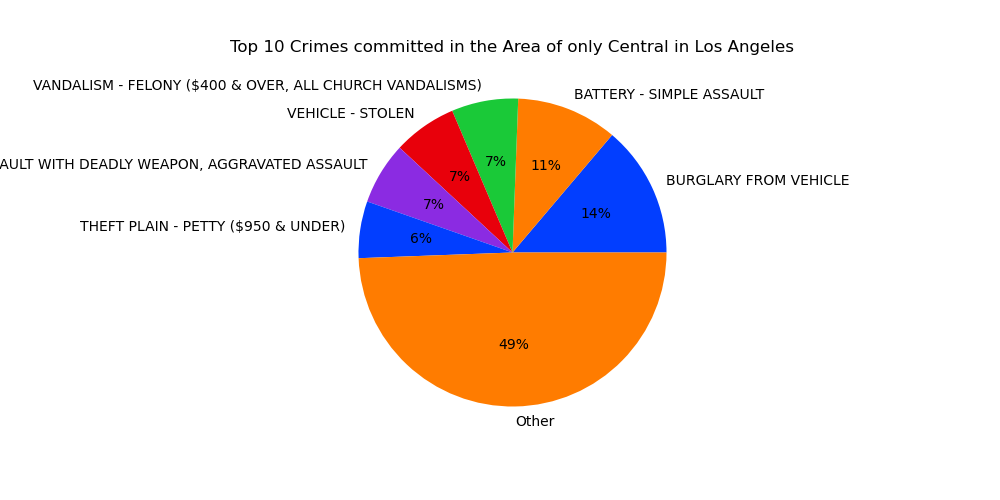 Top 10 Crimes committed in the Area of only Central in Los Angeles
VANDALISM - FELONY ($400 & OVER, ALL CHURCH VANDALISMS)
BATTERY - SIMPLE ASSAULT
VEHICLE - STOLEN
AULT WITH DEADLY WEAPON, AGGRAVATED ASSAULT
BURGLARY FROM VEHICLE
THEFT PLAIN - PETTY ($950 & UNDER)
7%
11%
7%
7%
14%
6%
49%
Other